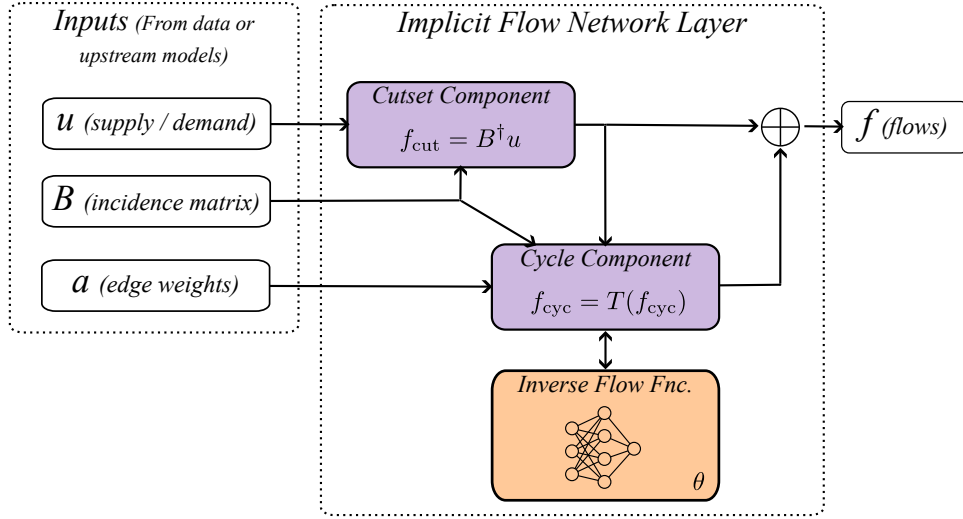 Inputs (From data or
upstream models)
u (supply / demand)
B (incidence matrix)
a (edge weights)
Implicit Flow Network Layer
Cutset Component
f_cut = B†u
Cycle Component
f_cyc = T(f_cyc)
Inverse Flow Fnc.
θ
f (flows)